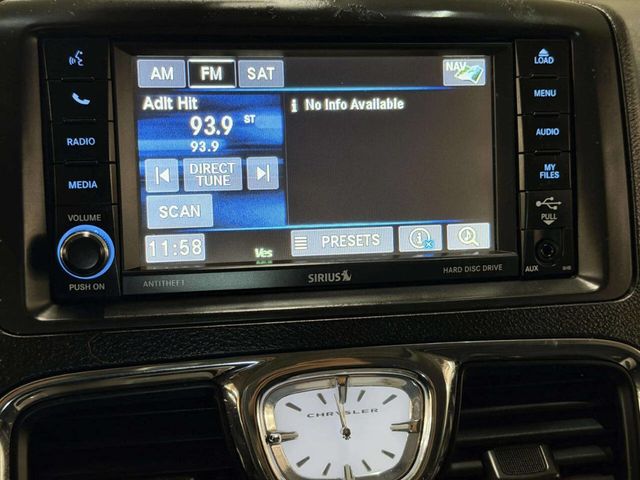 AM FM SAT NAV
LOAD
Adlt Hit
i No Info Available
93.9 ST
93.9
MENU
RADIO
DIRECT
TUNE
AUDIO
MEDIA
MY
FILES
SCAN
VOLUME
PULL
11:58
Ves
PRESETS
PUSH ON
ANTITHEFT
SIRIUS
HARD DISC DRIVE
AUX
CHRYSLER